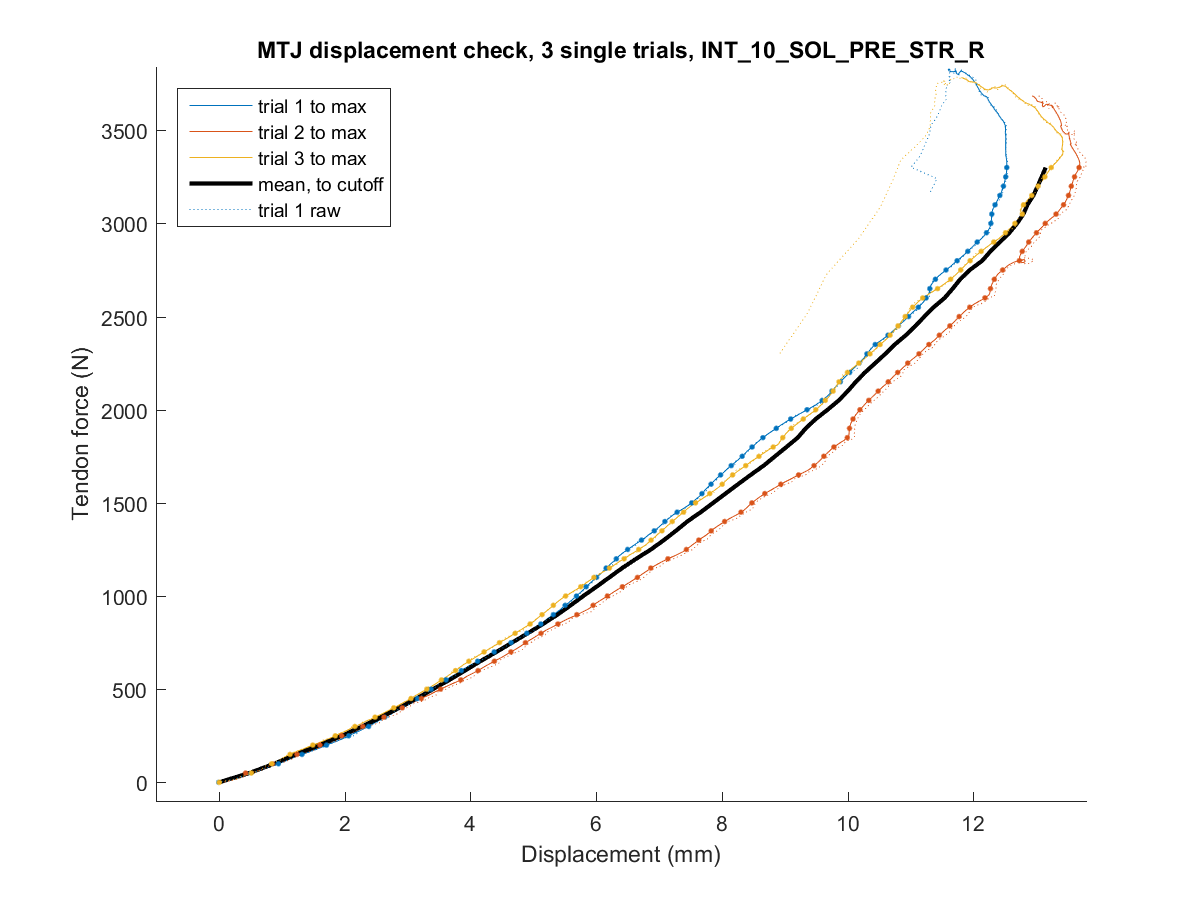 MTJ displacement check, 3 single trials, INT_10_SOL_PRE_STR_R
trial 1 to max
trial 2 to max
trial 3 to max
mean, to cutoff
trial 1 raw
3500
3000
2500
2000
1500
1000
500
0
Tendon force (N)
0 2 4 6 8 10 12
Displacement (mm)